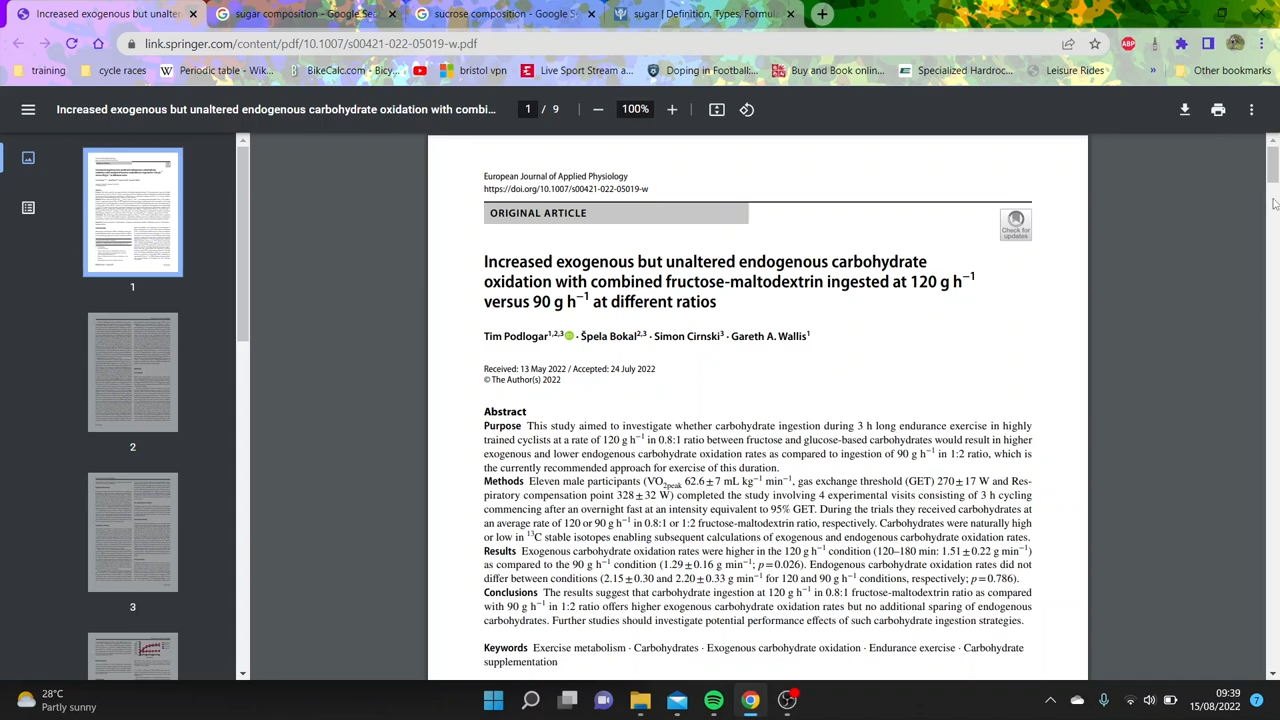 Increased exogenous but unalter
sugar composition - Google Sea
sucrose composition - Google S
sugar | Definition, Types, Formula
link.springer.com/content/pdf/10.1007/s00421-022-05019-w.pdf
ABP
training
cycle races
Periodic table - Wik...
BikeCalc.com - Bicy...
bristol vpn
Live Sport Stream a...
Doping in Football:...
Buy and Book onlin...
Specialized Hardroc...
Leisure Rides
»
Other bookmarks
Increased exogenous but unaltered endogenous carbohydrate oxidation with combi...
1 / 9
100%
1
2
3
European Journal of Applied Physiology
https://doi.org/10.1007/s00421-022-05019-w
ORIGINAL ARTICLE
Check for
updates
Increased exogenous but unaltered endogenous carbohydrate
oxidation with combined fructose-maltodextrin ingested at 120 g h−1
versus 90 g h−1 at different ratios
Tim Podlogar1,2,3 · Špela Bokal2,3 · Simon Cirnski3 · Gareth A. Wallis1
Received: 13 May 2022 / Accepted: 24 July 2022
© The Author(s) 2022
Abstract
Purpose This study aimed to investigate whether carbohydrate ingestion during 3 h long endurance exercise in highly
trained cyclists at a rate of 120 g h−1 in 0.8:1 ratio between fructose and glucose-based carbohydrates would result in higher
exogenous and lower endogenous carbohydrate oxidation rates as compared to ingestion of 90 g h−1 in 1:2 ratio, which is
the currently recommended approach for exercise of this duration.
Methods Eleven male participants (V̇O2peak 62.6 ± 7 mL kg−1 min−1, gas exchange threshold (GET) 270 ± 17 W and Res-
piratory compensation point 328 ± 32 W) completed the study involving 4 experimental visits consisting of 3 h cycling
commencing after an overnight fast at an intensity equivalent to 95% GET. During the trials they received carbohydrates at
an average rate of 120 or 90 g h−1 in 0.8:1 or 1:2 fructose-maltodextrin ratio, respectively. Carbohydrates were naturally high
or low in 13C stable isotopes enabling subsequent calculations of exogenous and endogenous carbohydrate oxidation rates.
Results Exogenous carbohydrate oxidation rates were higher in the 120 g h−1 condition (120–180 min: 1.51 ± 0.22 g min−1)
as compared to the 90 g h−1 condition (1.29 ± 0.16 g min−1; p = 0.026). Endogenous carbohydrate oxidation rates did not
differ between conditions (2.15 ± 0.30 and 2.20 ± 0.33 g min−1 for 120 and 90 g h−1 conditions, respectively; p = 0.786).
Conclusions The results suggest that carbohydrate ingestion at 120 g h−1 in 0.8:1 fructose-maltodextrin ratio as compared
with 90 g h−1 in 1:2 ratio offers higher exogenous carbohydrate oxidation rates but no additional sparing of endogenous
carbohydrates. Further studies should investigate potential performance effects of such carbohydrate ingestion strategies.
Keywords Exercise metabolism · Carbohydrates · Exogenous carbohydrate oxidation · Endurance exercise · Carbohydrate
supplementation
28°C
Partly sunny
09:39
15/08/2022
7